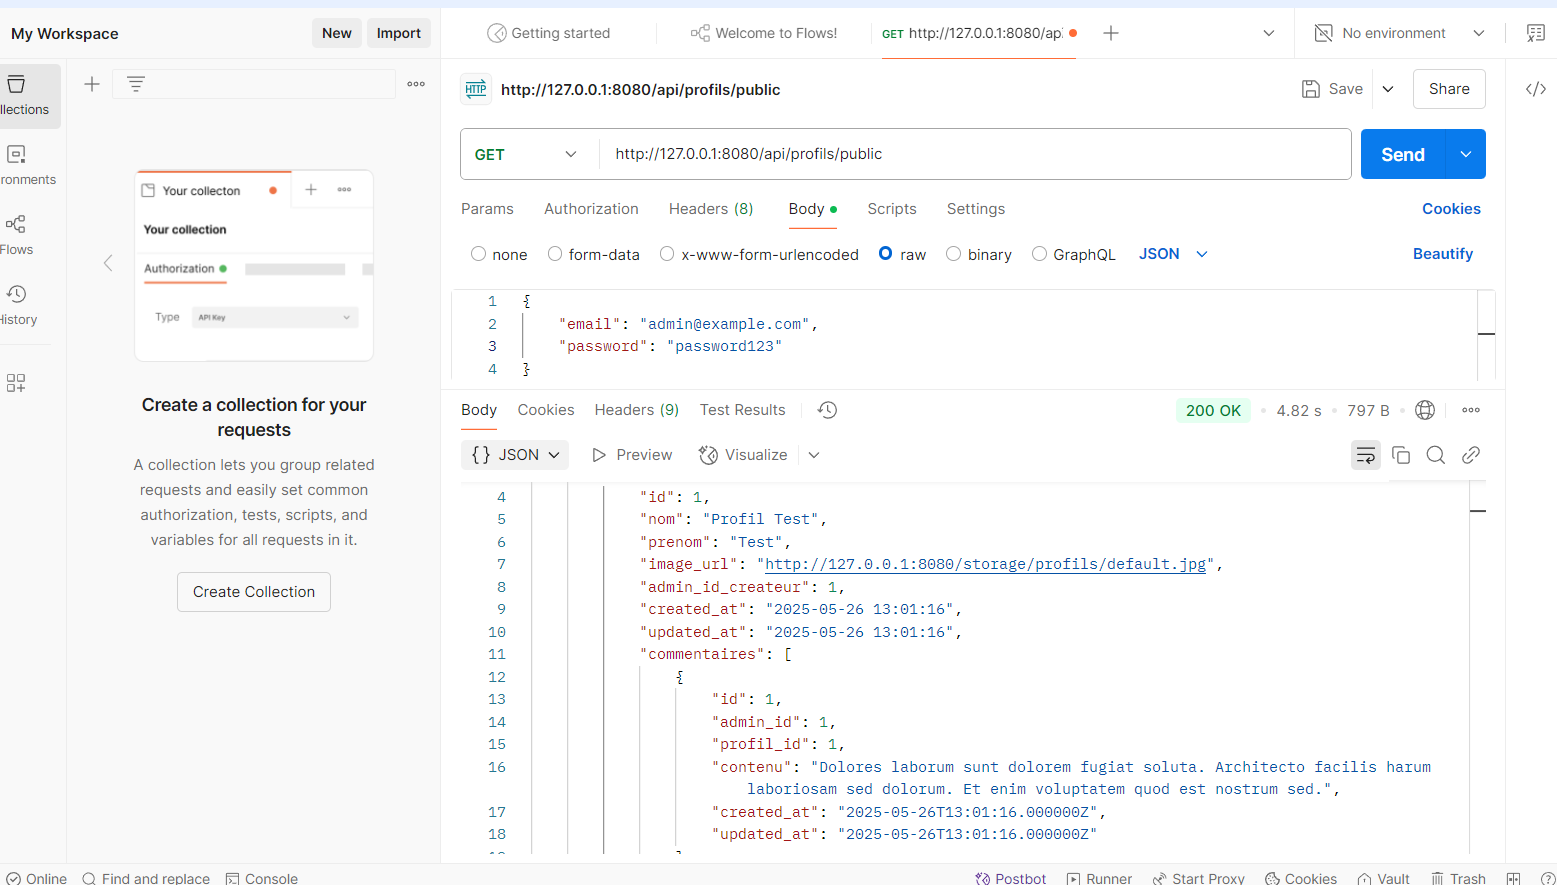 My Workspace
New
Import
Getting started
Welcome to Flows!
GET http://127.0.0.1:8080/ap
No environment
llections
ronments
Flows
History
Your collecton
Your collection
Authorization
Type
API Key
Create a collection for your
requests
A collection lets you group related
requests and easily set common
authorization, tests, scripts, and
variables for all requests in it.
Create Collection
HTTP
http://127.0.0.1:8080/api/profils/public
Save
Share
</>
GET
http://127.0.0.1:8080/api/profils/public
Send
Params
Authorization
Headers (8)
Body
Scripts
Settings
Cookies
none
form-data
x-www-form-urlencoded
raw
binary
GraphQL
JSON
Beautify
1 {
2 "email": "admin@example.com",
3 "password": "password123"
4 }
Body
Cookies
Headers (9)
Test Results
200 OK
4.82 s
797 B
{} JSON
Preview
Visualize
4 "id": 1,
5 "nom": "Profil Test",
6 "prenom": "Test",
7 "image_url": "http://127.0.0.1:8080/storage/profils/default.jpg",
8 "admin_id_createur": 1,
9 "created_at": "2025-05-26 13:01:16",
10 "updated_at": "2025-05-26 13:01:16",
11 "commentaires": [
12 {
13 "id": 1,
14 "admin_id": 1,
15 "profil_id": 1,
16 "contenu": "Dolores laborum sunt dolorem fugiat soluta. Architecto facilis harum
laboriosam sed dolorum. Et enim voluptatem quod est nostrum sed.",
17 "created_at": "2025-05-26T13:01:16.000000Z",
18 "updated_at": "2025-05-26T13:01:16.000000Z"
Online
Find and replace
Console
Postbot
Runner
Start Proxy
Cookies
Vault
Trash